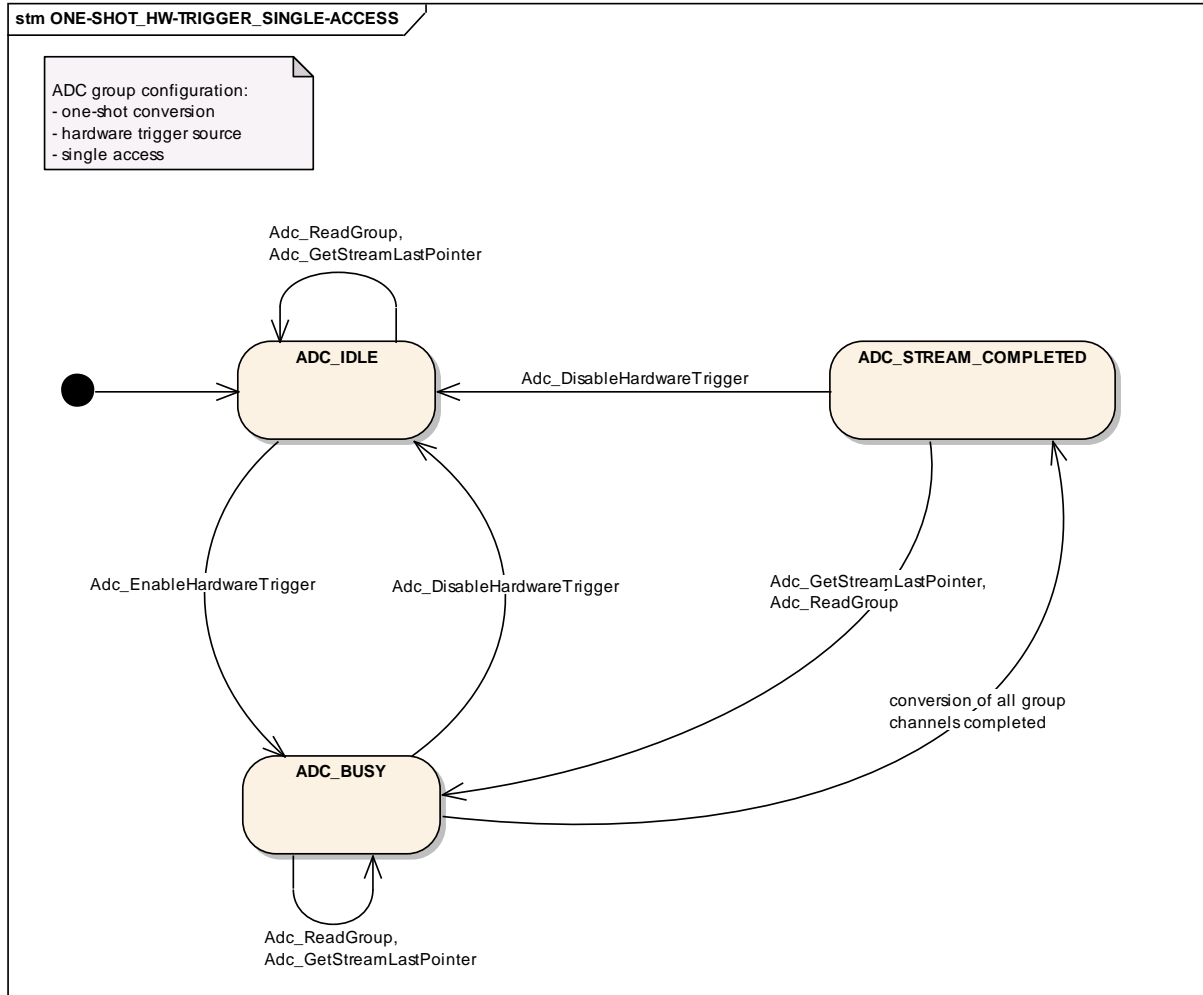 stm ONE-SHOT_HW-TRIGGER_SINGLE-ACCESS
ADC group configuration:
- one-shot conversion
- hardware trigger source
- single access
Adc_ReadGroup,
Adc_GetStreamLastPointer
ADC_IDLE
ADC_STREAM_COMPLETED
Adc_DisableHardwareTrigger
Adc_EnableHardwareTrigger
Adc_DisableHardwareTrigger
Adc_GetStreamLastPointer,
Adc_ReadGroup
conversion of all group
channels completed
ADC_BUSY
Adc_ReadGroup,
Adc_GetStreamLastPointer